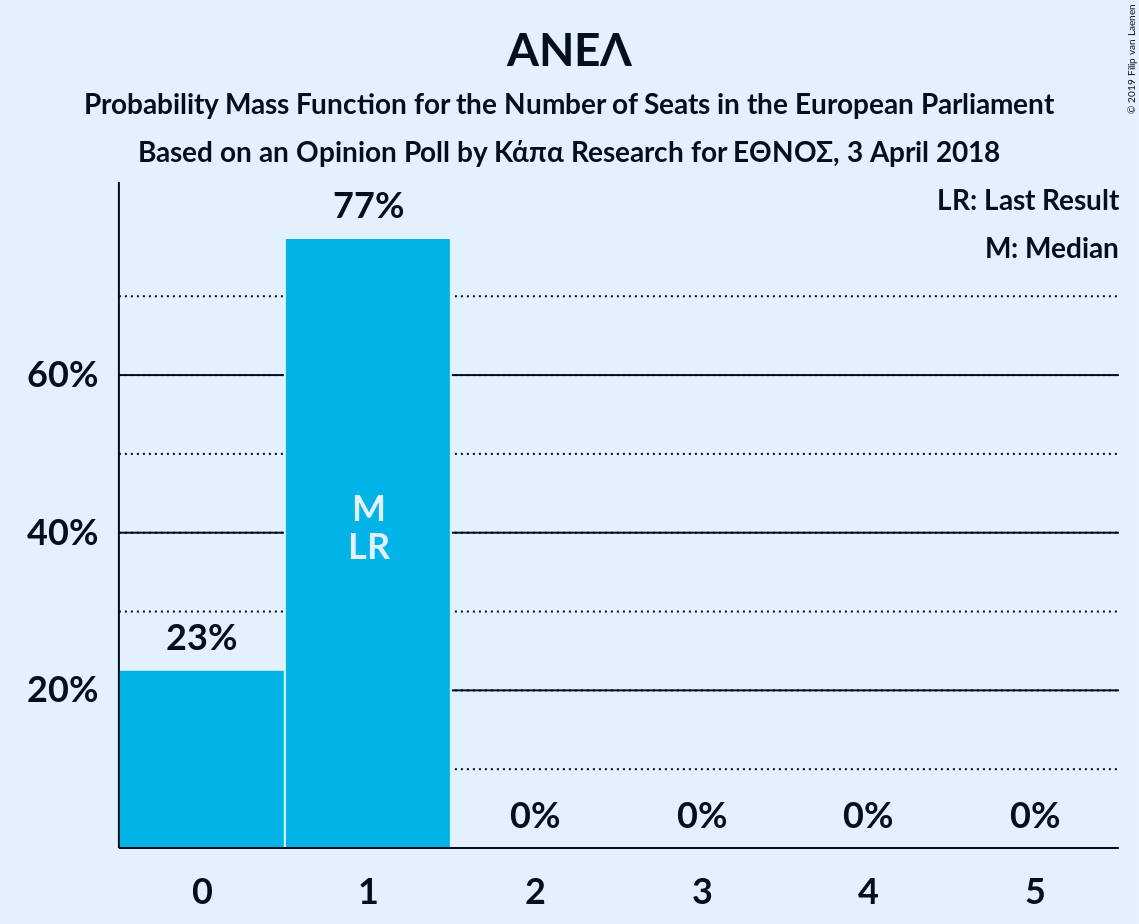 ΑΝΕΛ
Probability Mass Function for the Number of Seats in the European Parliament
Based on an Opinion Poll by Κάπα Research for ΕΘΝΟΣ, 3 April 2018
© 2019 Filip van Laenen
LR: Last Result
M: Median
77%
60%
M
40%
LR
23%
20%
0%
0%
0%
0%
0
1
2
3
4
5